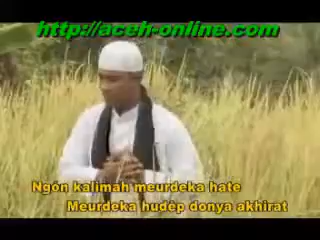 http://aceh-online.com/
Ngon kalimah meurdeka hate
Meurdeka hudep donya akhirat